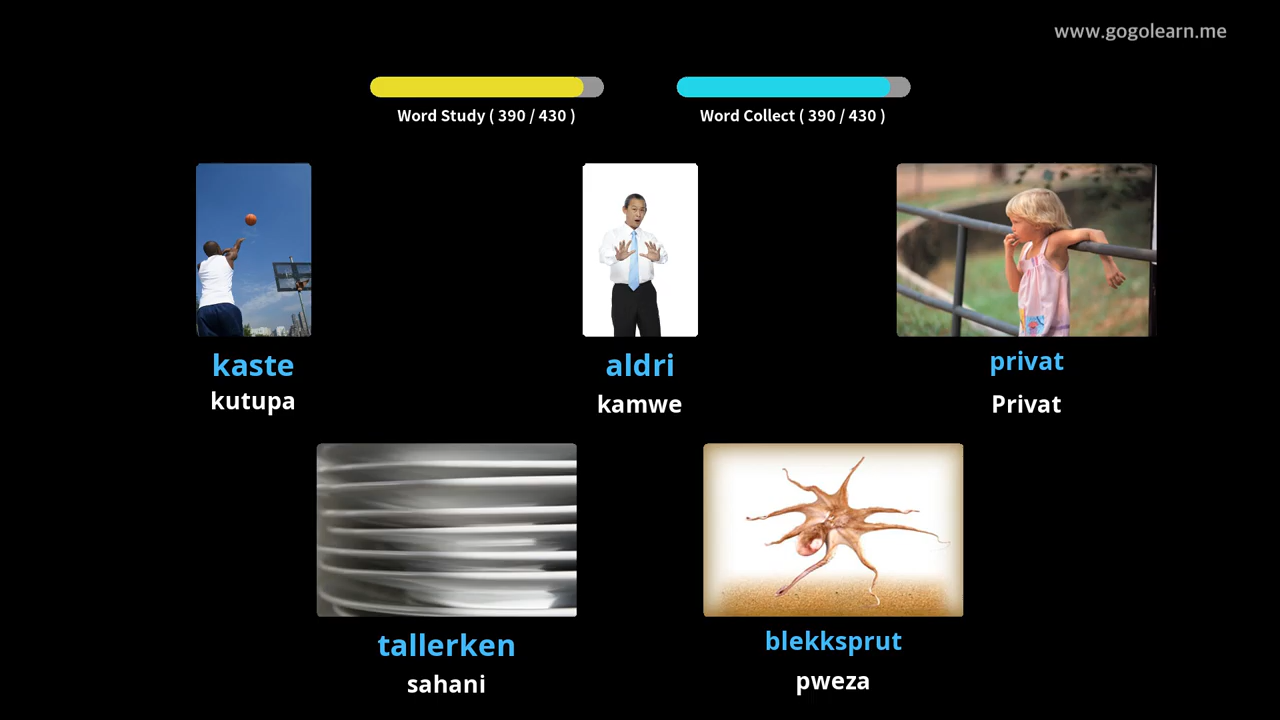 www.gogolearn.me
Word Study ( 390 / 430 )
Word Collect ( 390 / 430 )
kaste
kutupa
aldri
kamwe
privat
Privat
tallerken
sahani
blekksprut
pweza